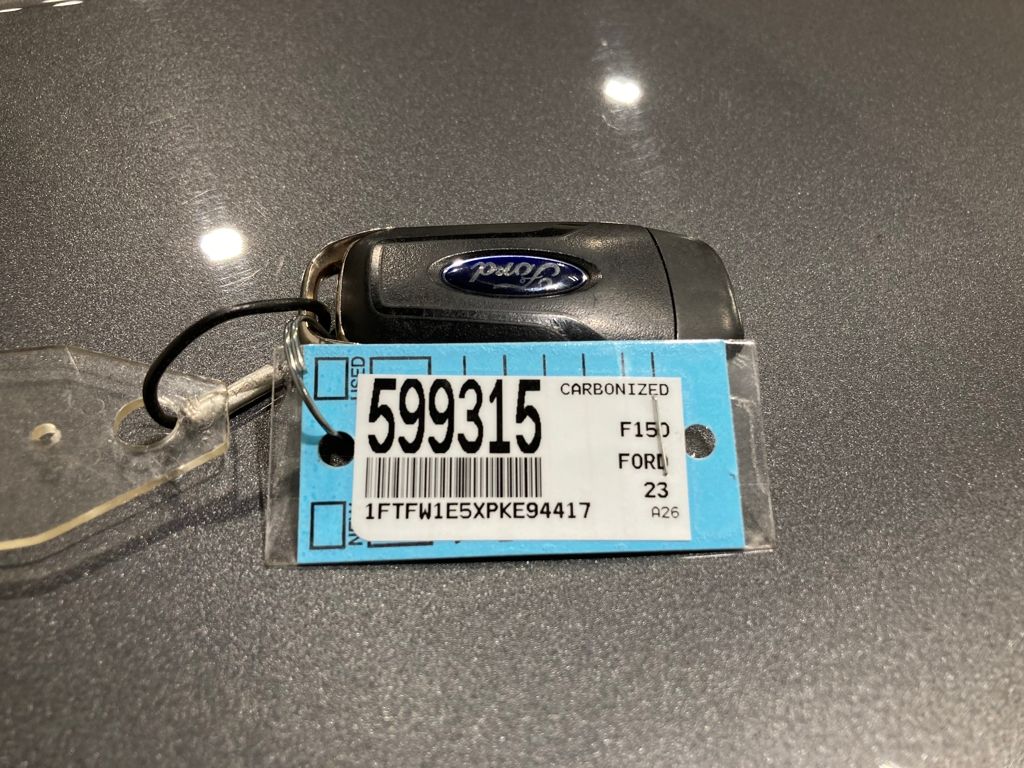 Ford
USED
599315
CARBONIZED
F150
FORD
23
1FTFW1E5XPKE94417
A26